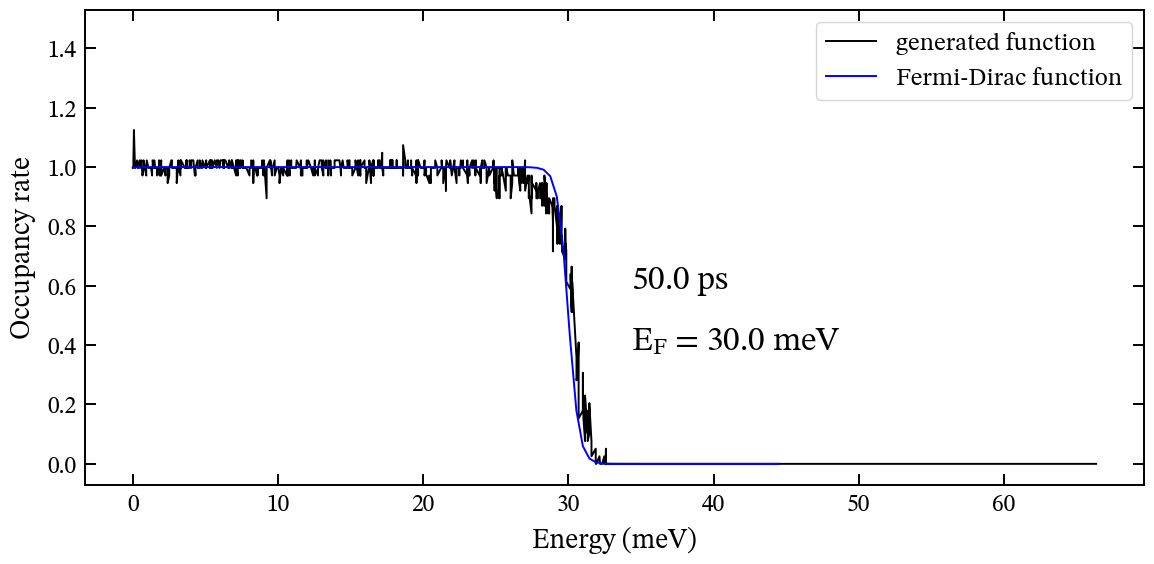 generated function
Fermi-Dirac function
50.0 ps
E_F = 30.0 meV
Occupancy rate
1.4
1.2
1.0
0.8
0.6
0.4
0.2
0.0
0 10 20 30 40 50 60
Energy (meV)